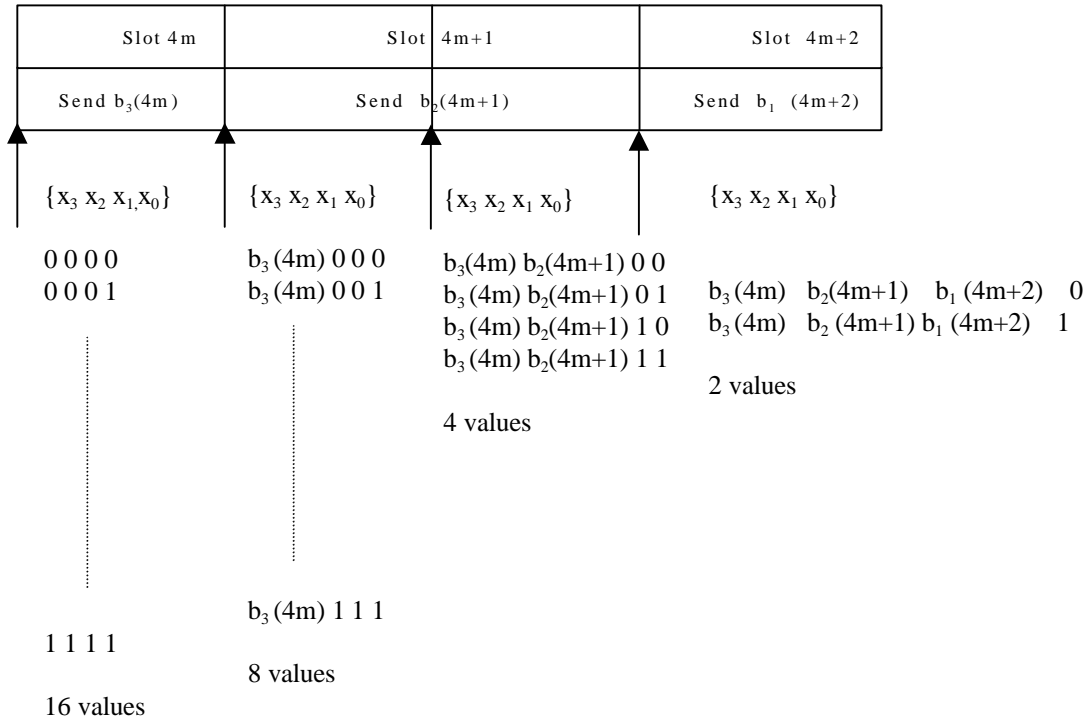 Slot 4m Slot 4m+1 Slot 4m+2
Send b₃(4m) Send b₂(4m+1) Send b₁ (4m+2)
{x₃ x₂ x₁,x₀} {x₃ x₂ x₁ x₀} {x₃ x₂ x₁ x₀} {x₃ x₂ x₁ x₀}
0 0 0 0 b₃ (4m) 0 0 0 b₃(4m) b₂(4m+1) 0 0
0 0 0 1 b₃ (4m) 0 0 1 b₃ (4m) b₂(4m+1) 0 1 b₃ (4m) b₂(4m+1) b₁ (4m+2) 0
b₃ (4m) b₂(4m+1) 1 0 b₃ (4m) b₂ (4m+1) b₁ (4m+2) 1
b₃ (4m) b₂(4m+1) 1 1
2 values
4 values
b₃ (4m) 1 1 1
1 1 1 1
8 values
16 values